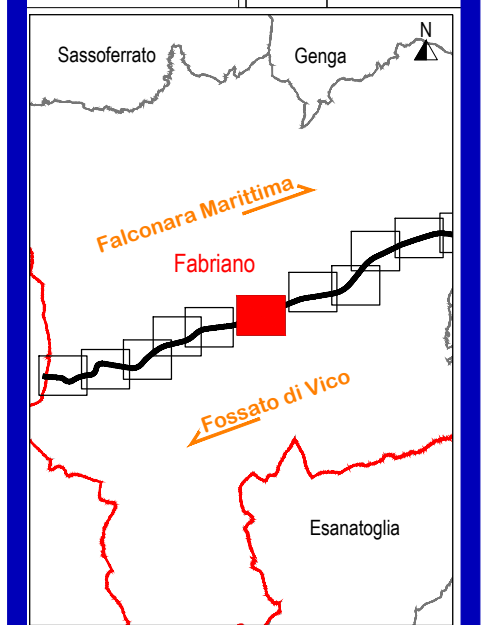 Sassoferrato
Genga
N
Falconara Marittima
Fabriano
Fossato di Vico
Esanatoglia